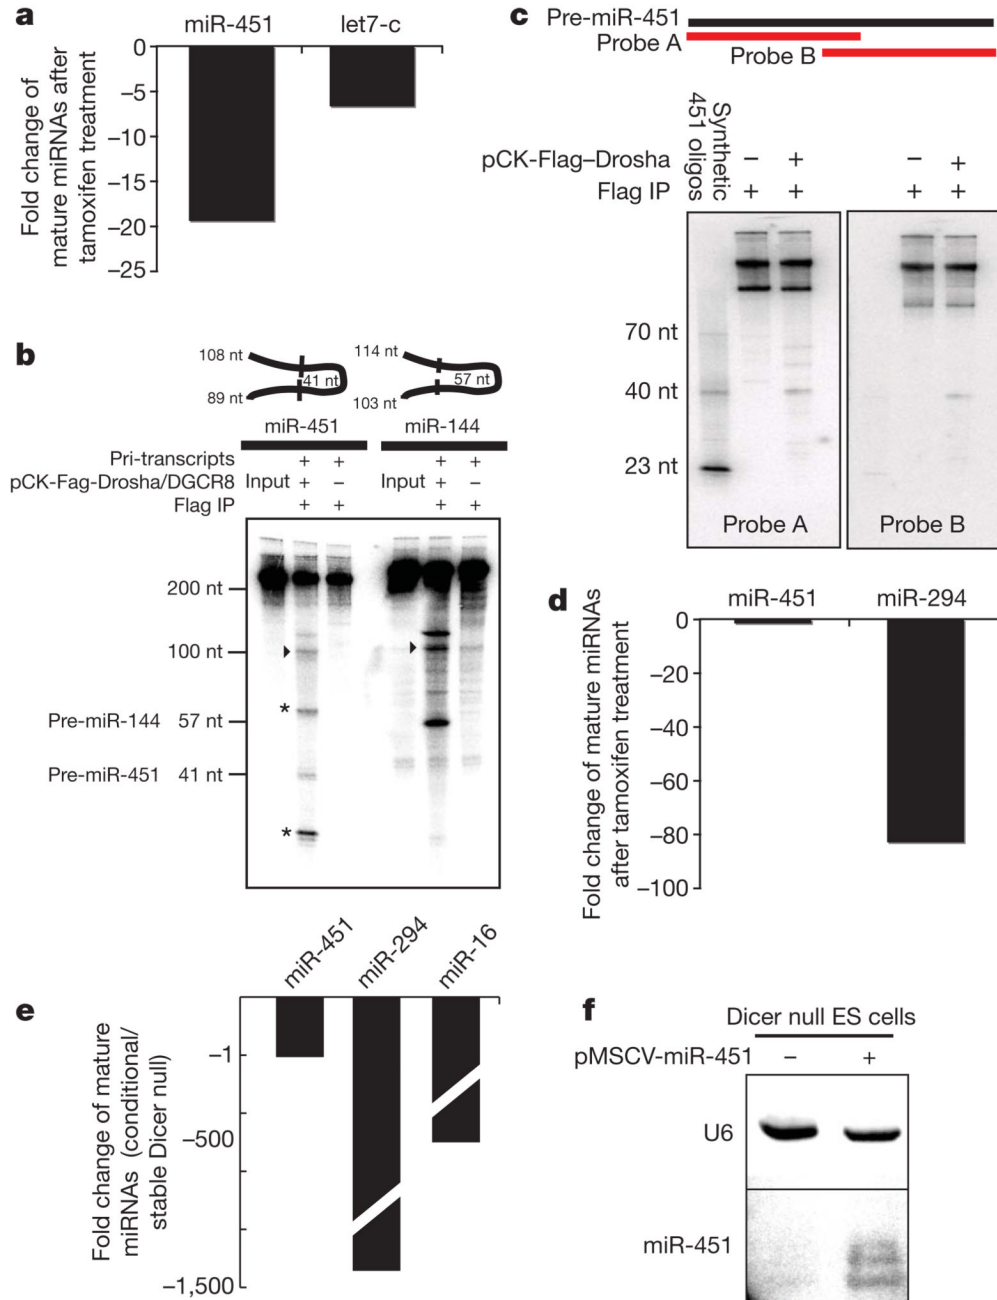 a
miR-451
let7-c
Fold change of
mature miRNAs after
tamoxifen treatment
0
−5
−10
−15
−20
−25
b
108 nt
41 nt
89 nt
114 nt
57 nt
103 nt
miR-451
miR-144
Pri-transcripts
+ + + +
pCK-Fag-Drosha/DGCR8
Input + − Input + −
Flag IP
+ + + +
200 nt
100 nt
*
Pre-miR-144 57 nt
Pre-miR-451 41 nt
*
c
Pre-miR-451
Probe A
Probe B
Synthetic
451 oligos
pCK-Flag–Drosha − + − +
Flag IP + + + +
70 nt
40 nt
23 nt
Probe A
Probe B
d
miR-451
miR-294
Fold change of mature miRNAs
after tamoxifen treatment
0
−20
−40
−60
−80
−100
e
miR-451
miR-294
miR-16
Fold change of mature
miRNAs (conditional/
stable Dicer null)
−1
−500
−1,500
f
Dicer null ES cells
pMSCV-miR-451 − +
U6
miR-451